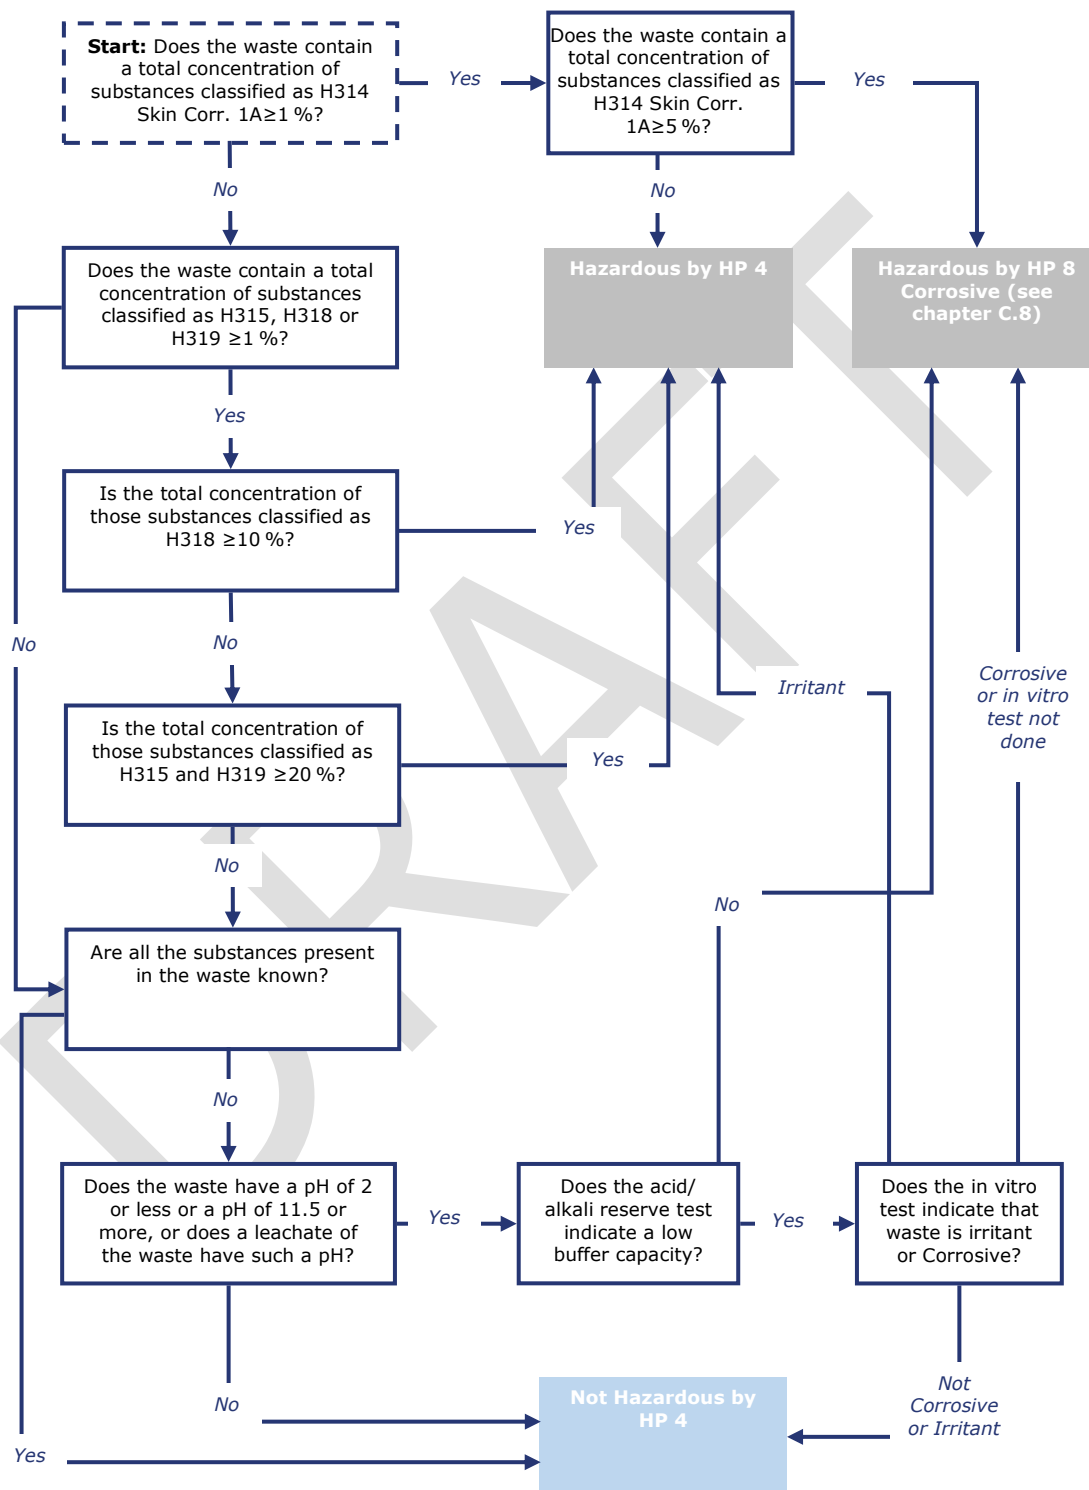 Start: Does the waste contain
a total concentration of
substances classified as H314
Skin Corr. 1A≥1 %?
Yes
Does the waste contain a
total concentration of
substances classified as
H314 Skin Corr.
1A≥5 %?
Yes
No
No
Does the waste contain a total
concentration of substances
classified as H315, H318 or
H319 ≥1 %?
Hazardous by HP 4
Hazardous by HP 8
Corrosive (see
chapter C.8)
Yes
Is the total concentration of
those substances classified as
H318 ≥10 %?
Yes
No
No
Irritant
Corrosive
or in vitro
test not
done
Is the total concentration of
those substances classified as
H315 and H319 ≥20 %?
Yes
No
No
Are all the substances present
in the waste known?
No
Does the waste have a pH of 2
or less or a pH of 11.5 or
more, or does a leachate of
the waste have such a pH?
Yes
Does the acid/
alkali reserve test
indicate a low
buffer capacity?
Yes
Does the in vitro
test indicate that
waste is irritant
or Corrosive?
No
Not Hazardous by
HP 4
Not
Corrosive
or Irritant
Yes
DRAFT